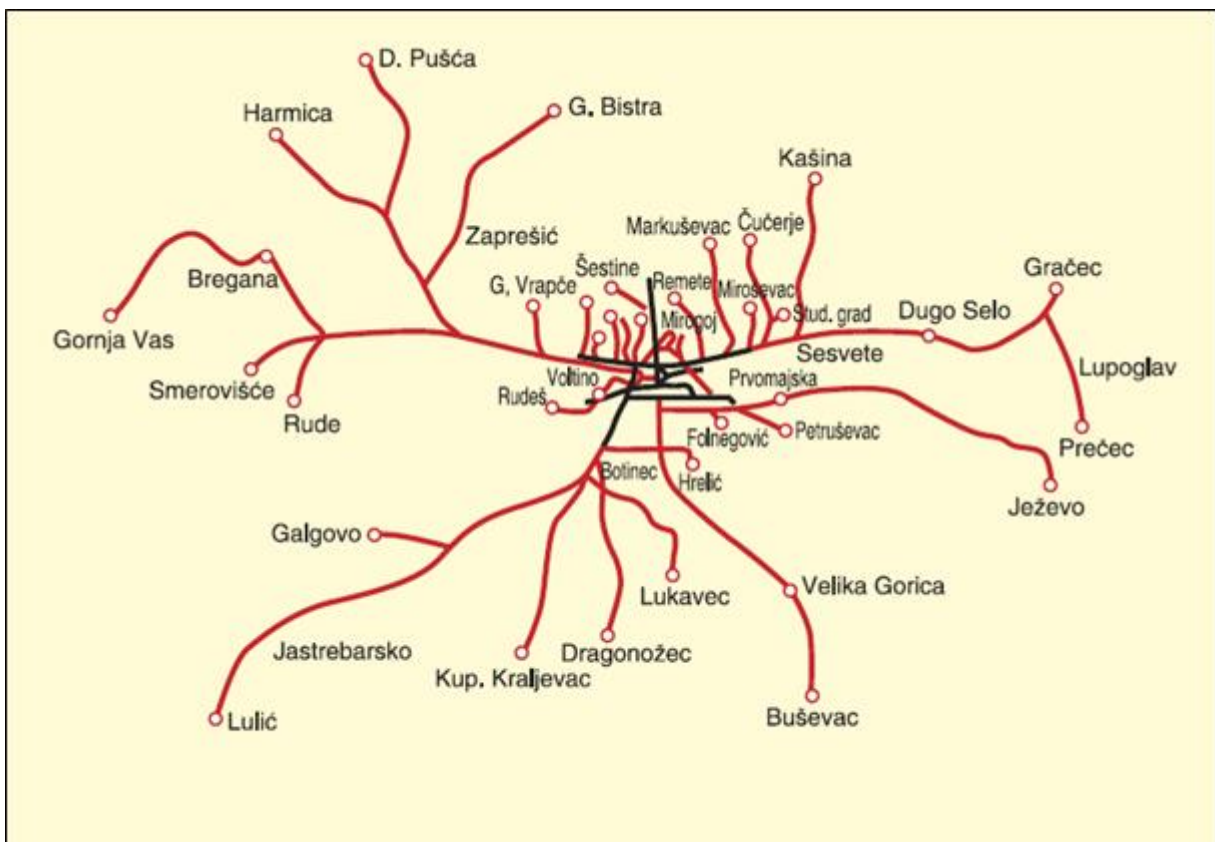 D. Pušća
G. Bistra
Harmica
Kašina
Markuševac
Čučerje
Zaprešić
Šestine
Remete
Gračec
Bregana
G, Vrapče
Miroševac
Dugo Selo
Gornja Vas
Mirogoj
Stud. grad
Sesvete
Lupoglav
Smerovišće
Voltino
Prvomajska
Rudeš
Rude
Folnegović
Petruševac
Prečec
Botinec
Hrelić
Ježevo
Galgovo
Lukavec
Velika Gorica
Jastrebarsko
Dragonožec
Kup. Kraljevac
Lulić
Buševac